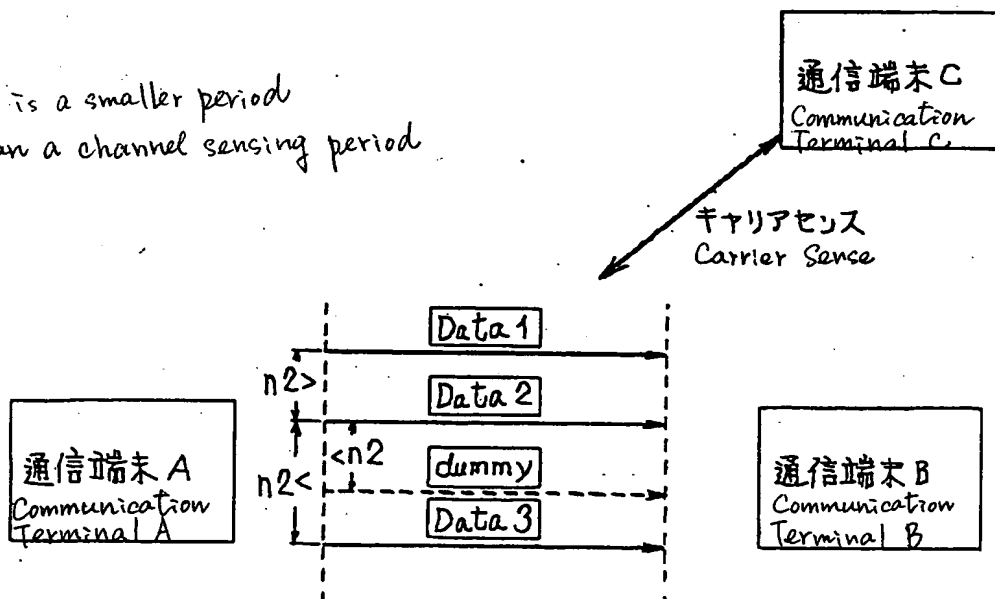 is a smaller period
a channel sensing period
通信端末C
Communication
Terminal C
キャリアセンス
Carrier Sense
Data 1
n2>
Data 2
<n2
n2<
dummy
Data 3
通信端末A
Communication
Terminal A
通信端末B
Communication
Terminal B